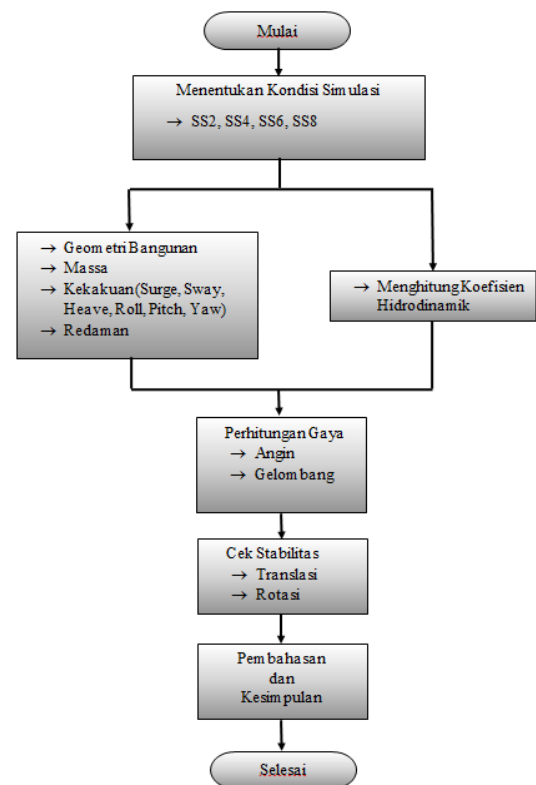 Mulai
Menentukan Kondisi Simulasi
→ SS2, SS4, SS6, SS8
→ Geometri Bangunan
→ Massa
→ Kekakuan (Surge, Sway,
Heave, Roll, Pitch, Yaw)
→ Redaman
→ Menghitung Koefisien
Hidrodinamik
Perhitungan Gaya
→ Angin
→ Gelombang
Cek Stabilitas
→ Translasi
→ Rotasi
Pembahasan
dan
Kesimpulan
Selesai